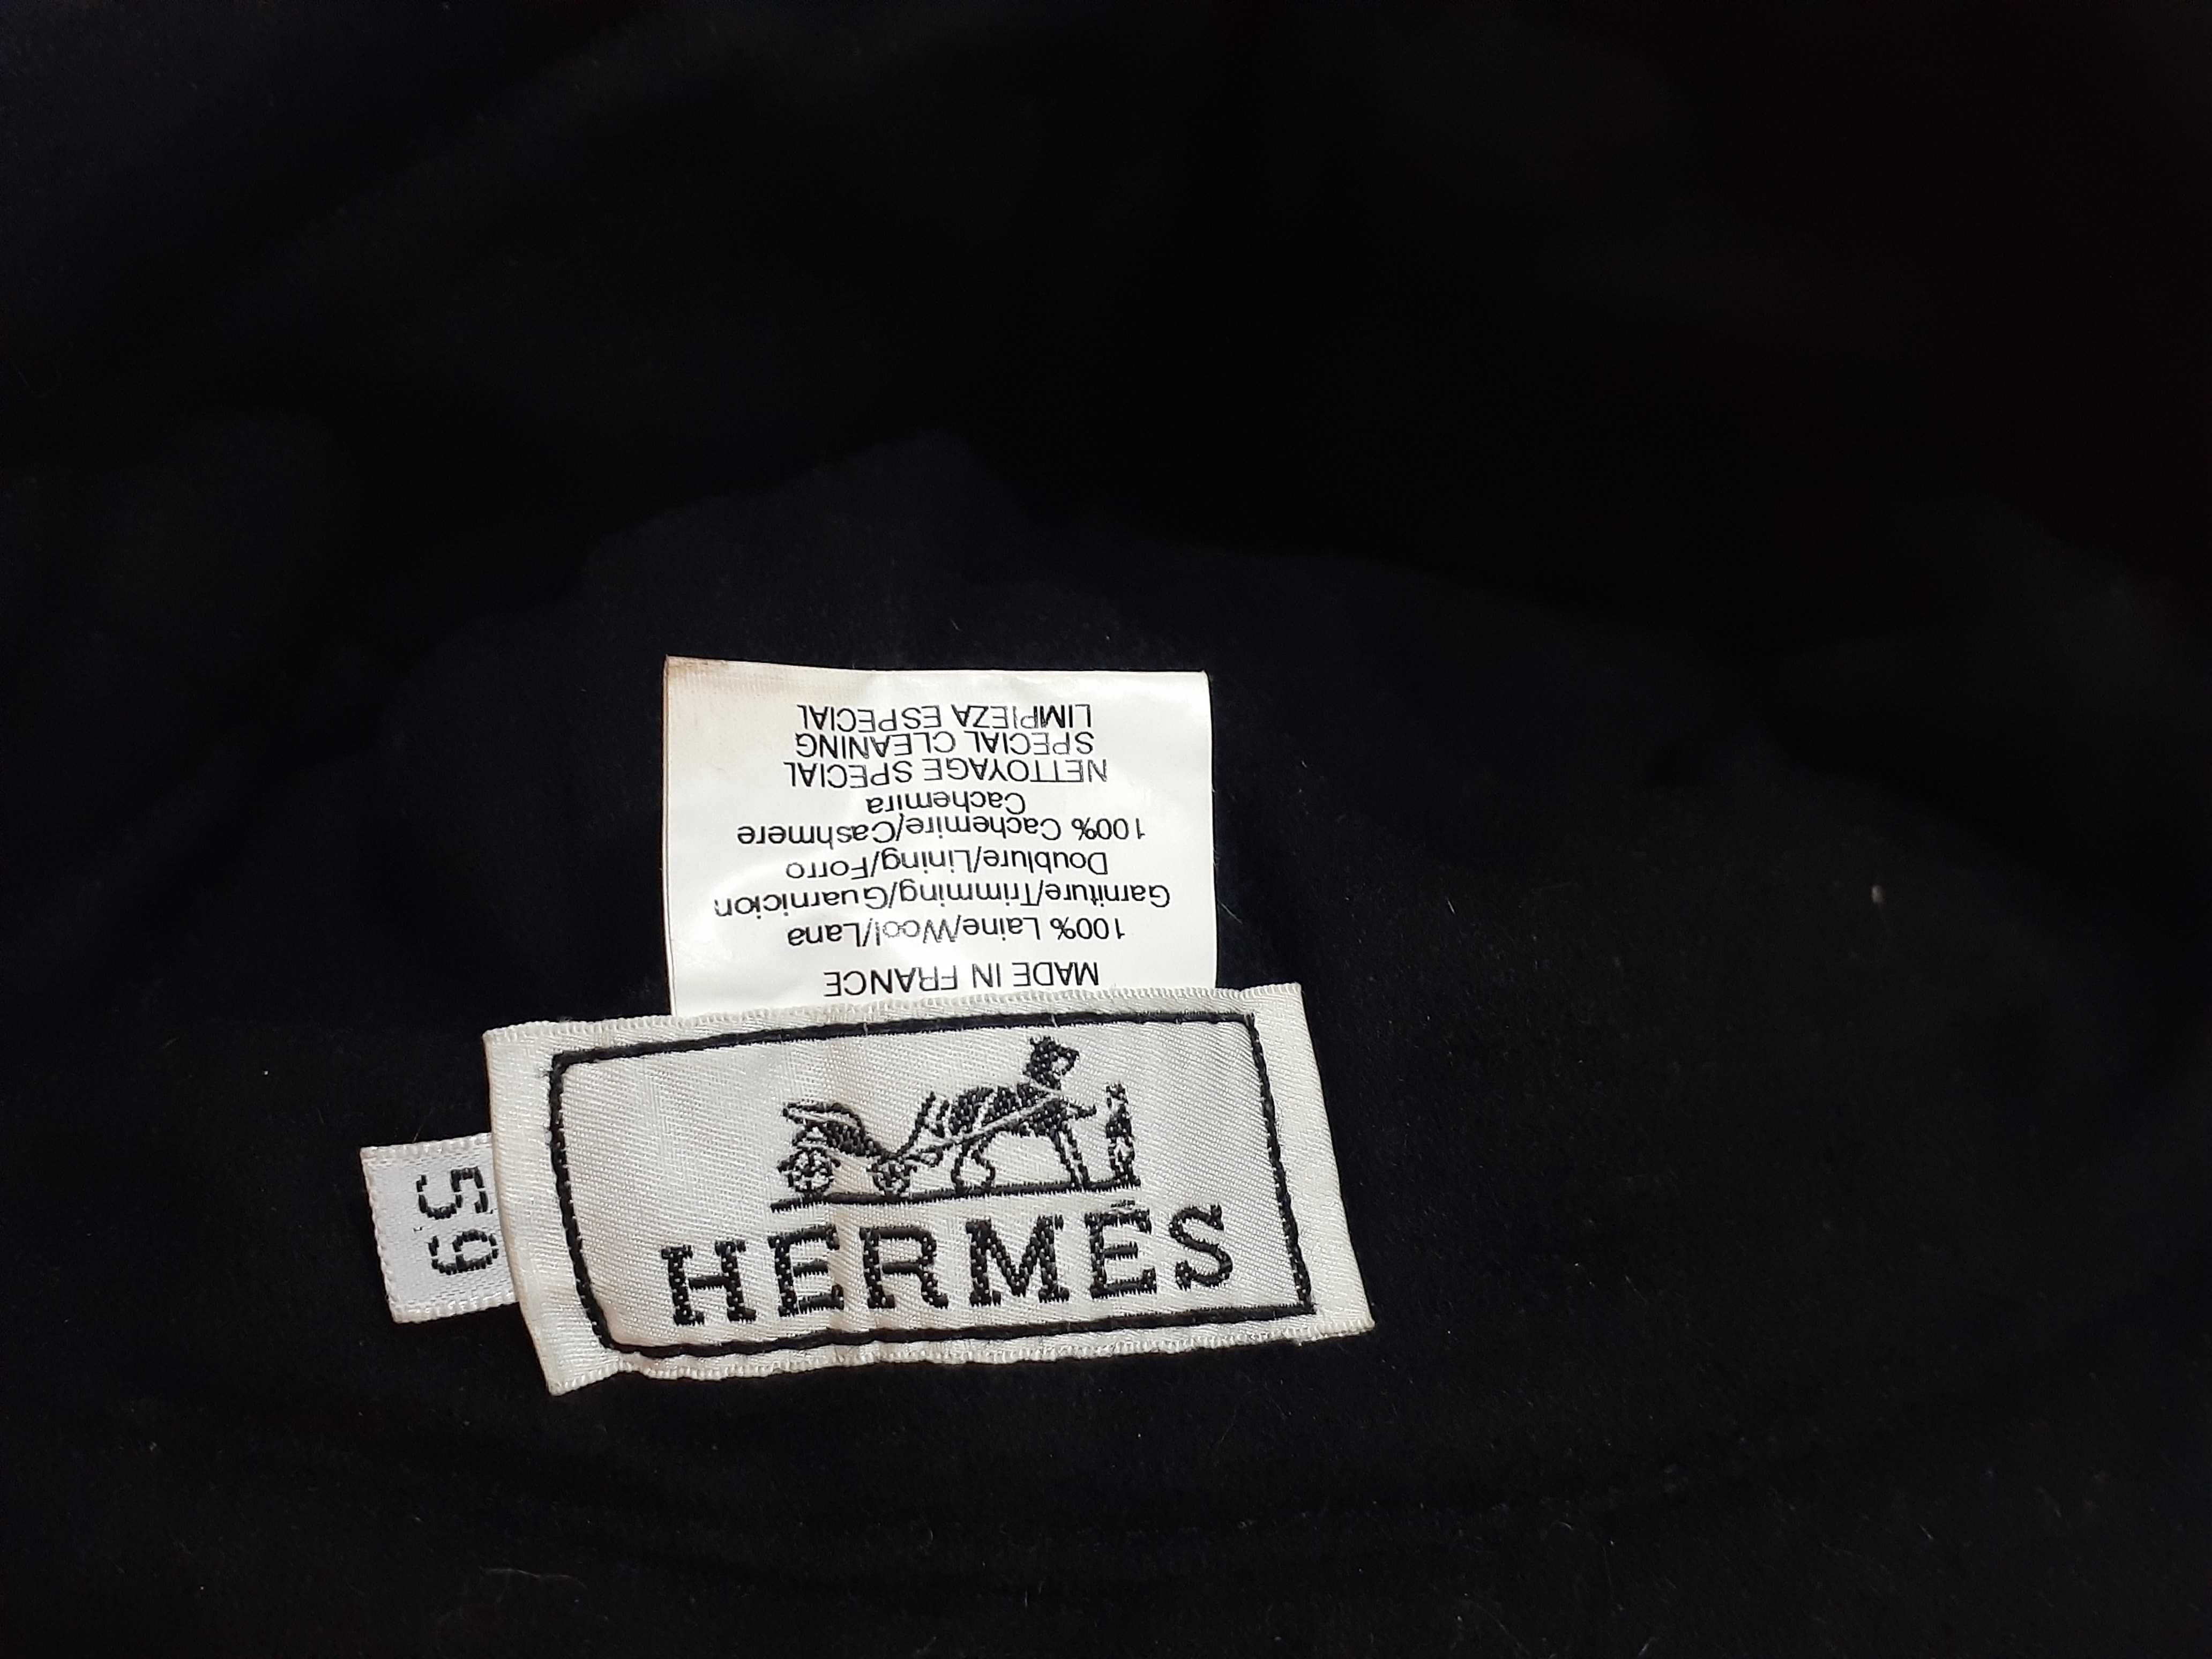 MADE IN FRANCE
100% Laine/Wool/Lana
Garniture/Trimming/Guarnicion
Doublure/Lining/Forro
100% Cachemire/Cashmere
Cachemira
NETTOYAGE SPECIAL
SPECIAL CLEANING
LIMPIEZA ESPECIAL
HERMÈS
59